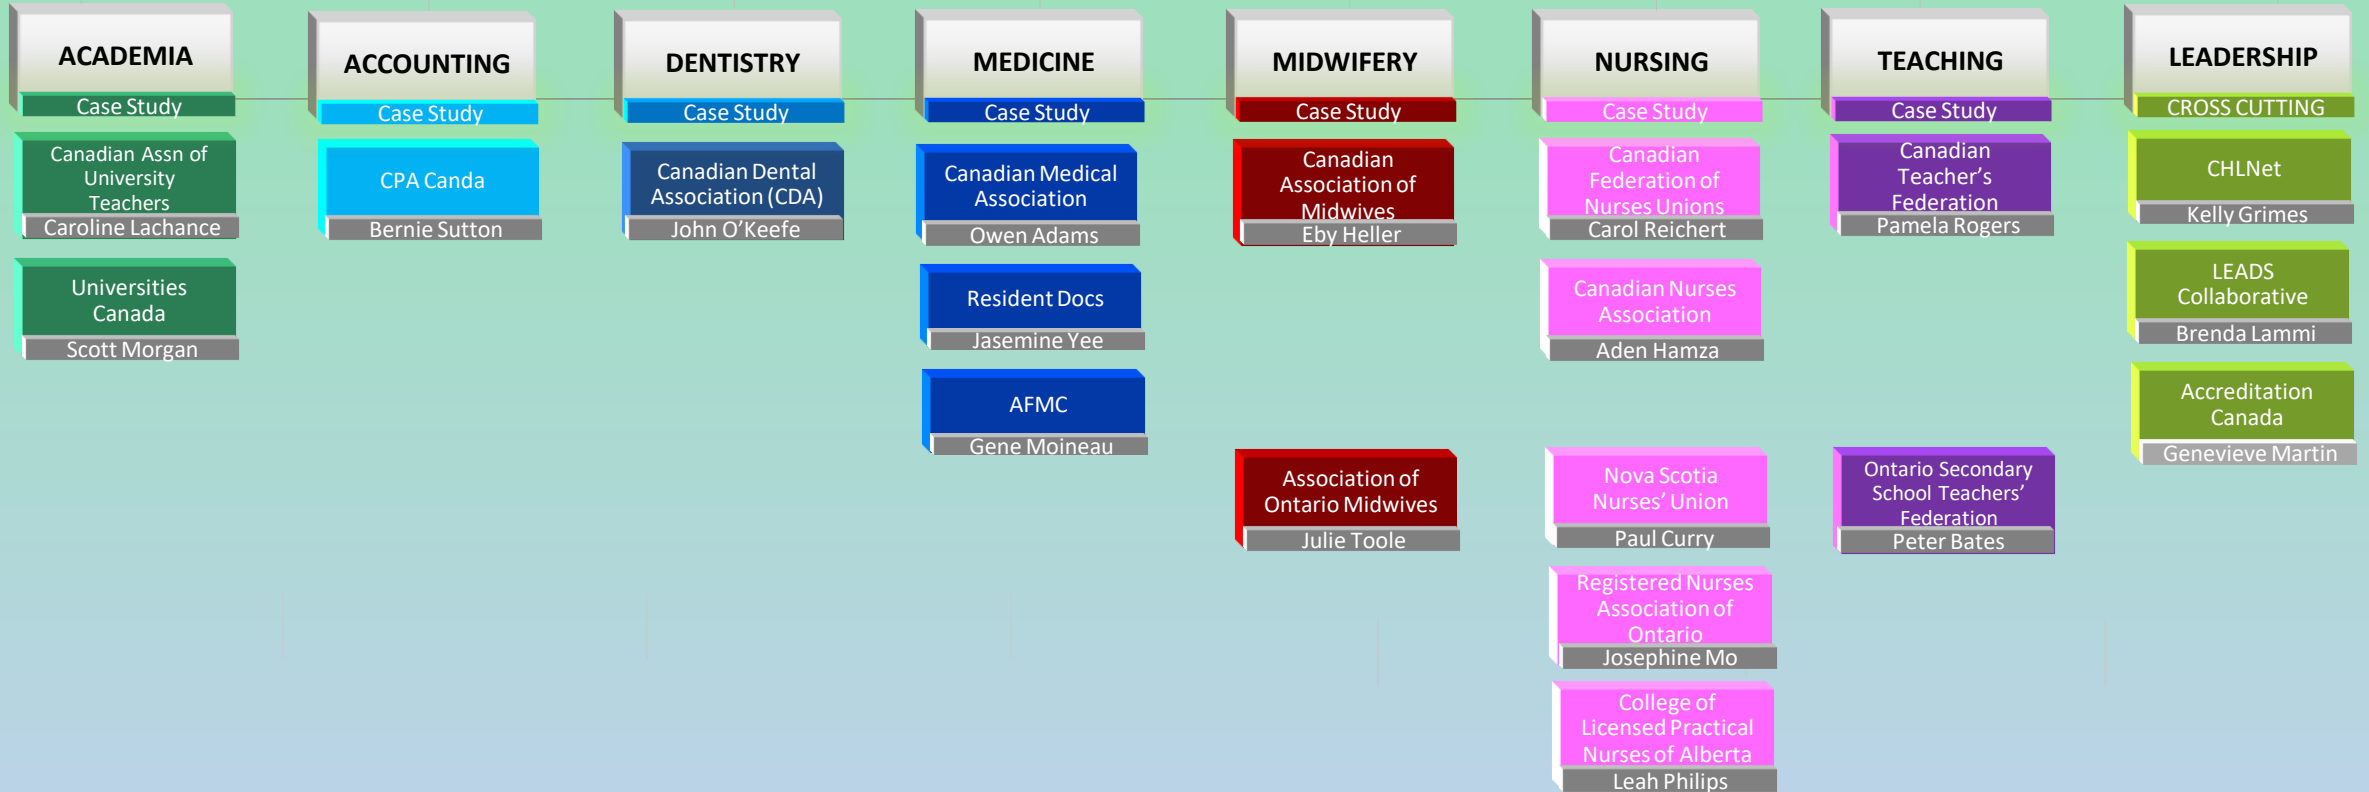 ACADEMIA
Case Study
Canadian Assn of
University
Teachers
Caroline Lachance
Universities
Canada
Scott Morgan
ACCOUNTING
Case Study
CPA Canda
Bernie Sutton
DENTISTRY
Case Study
Canadian Dental
Association (CDA)
John O'Keefe
MEDICINE
Case Study
Canadian Medical
Association
Owen Adams
Resident Docs
Jasemine Yee
AFMC
Gene Moineau
MIDWIFERY
Case Study
Canadian
Association of
Midwives
Eby Heller
Association of
Ontario Midwives
Julie Toole
NURSING
Case Study
Canadian
Federation of
Nurses Unions
Carol Reichert
Canadian Nurses
Association
Aden Hamza
Nova Scotia
Nurses' Union
Paul Curry
Registered Nurses
Association of
Ontario
Josephine Mo
College of
Licensed Practical
Nurses of Alberta
Leah Philips
TEACHING
Case Study
Canadian
Teacher's
Federation
Pamela Rogers
Ontario Secondary
School Teachers'
Federation
Peter Bates
LEADERSHIP
CROSS CUTTING
CHLNet
Kelly Grimes
LEADS
Collaborative
Brenda Lammi
Accreditation
Canada
Genevieve Martin